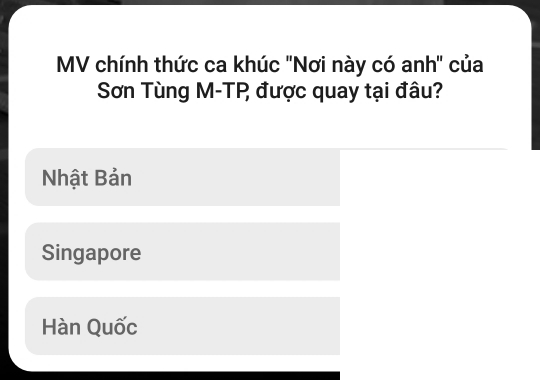 MV chính thức ca khúc "Nơi này có anh" của
Sơn Tùng M-TP, được quay tại đâu?
Nhật Bản
Singapore
Hàn Quốc